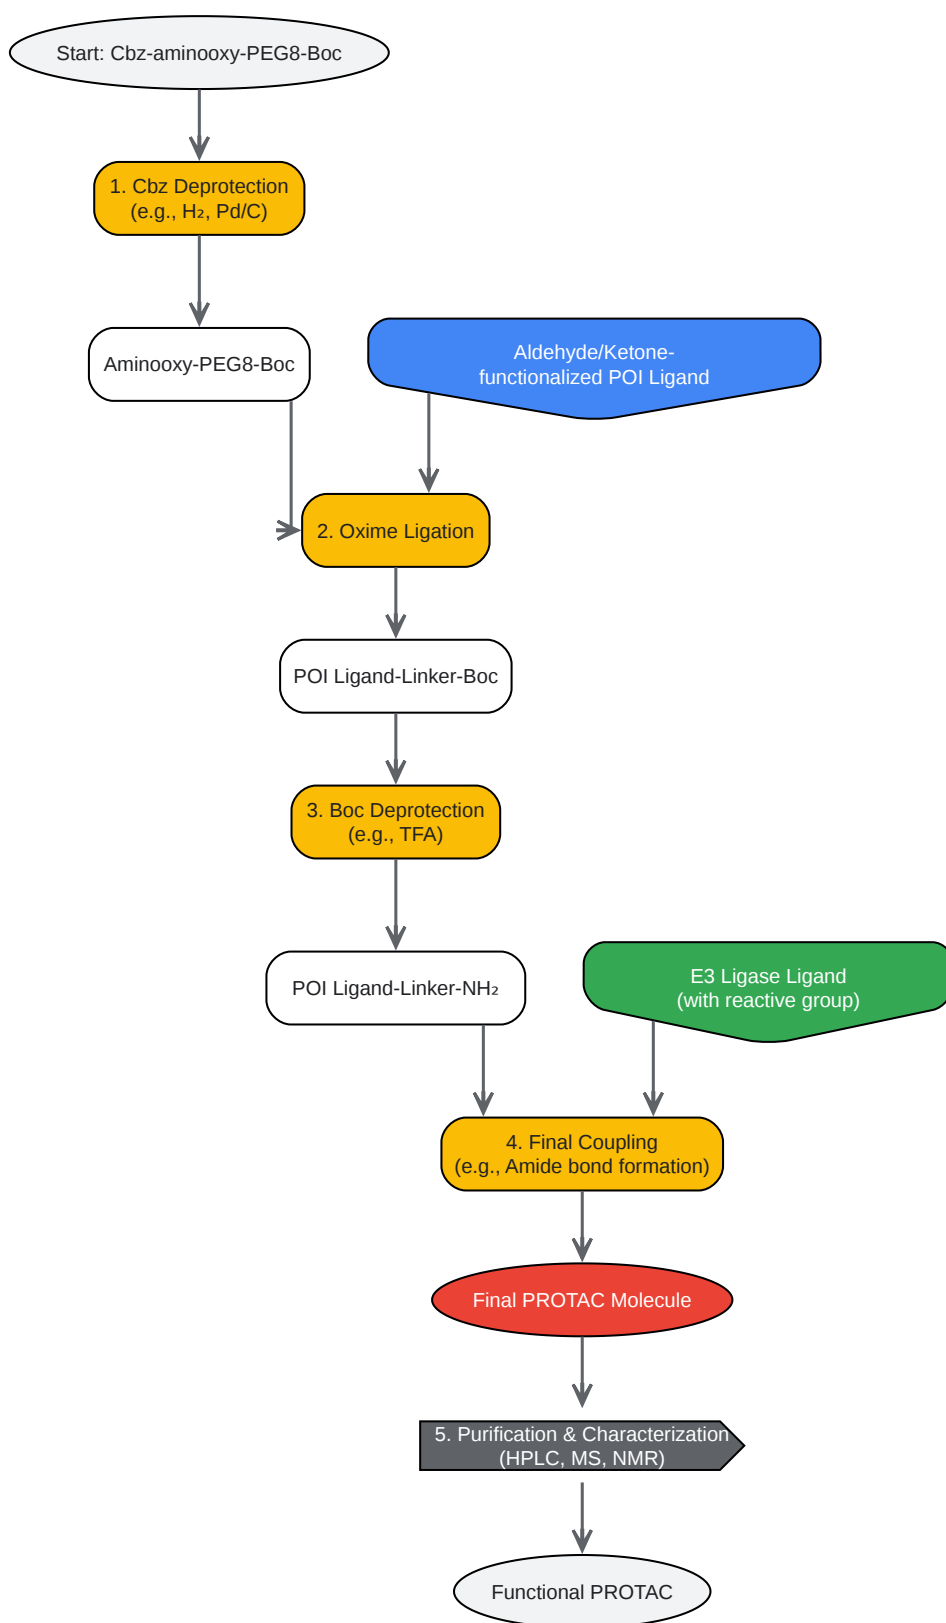 Start: Cbz-aminooxy-PEG8-Boc
1. Cbz Deprotection
(e.g., H₂, Pd/C)
Aminooxy-PEG8-Boc
Aldehyde/Ketone-
functionalized POI Ligand
2. Oxime Ligation
POI Ligand-Linker-Boc
3. Boc Deprotection
(e.g., TFA)
POI Ligand-Linker-NH₂
E3 Ligase Ligand
(with reactive group)
4. Final Coupling
(e.g., Amide bond formation)
Final PROTAC Molecule
5. Purification & Characterization
(HPLC, MS, NMR)
Functional PROTAC